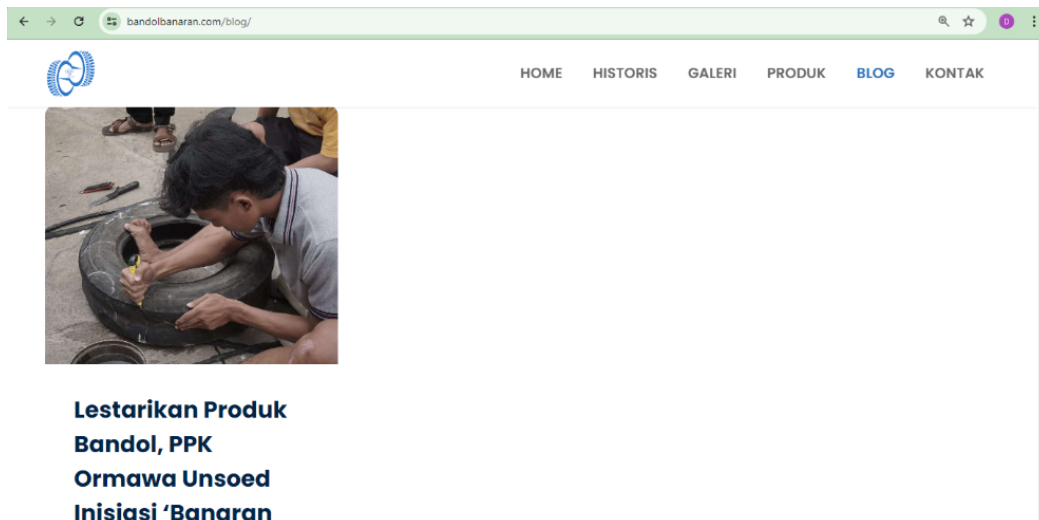 bandolbanaran.com/blog/
D
HOME HISTORIS GALERI PRODUK BLOG KONTAK
Lestarikan Produk
Bandol, PPK
Ormawa Unsoed
Inisiasi ‘Banaran